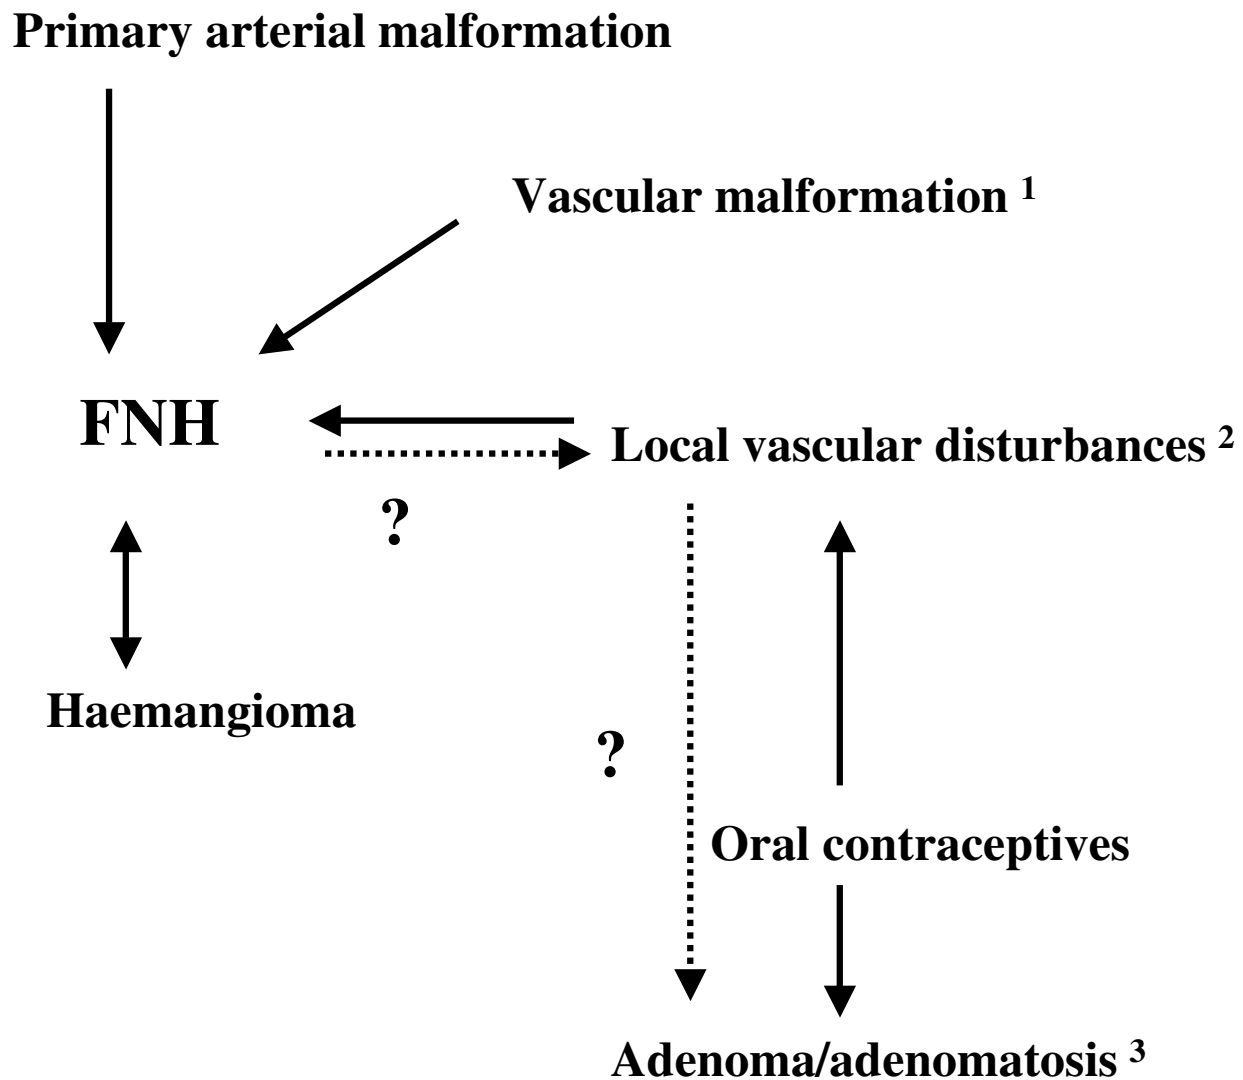 Primary arterial malformation
Vascular malformation 1
FNH
Local vascular disturbances 2
?
Haemangioma
?
Oral contraceptives
Adenoma/adenomatosis 3